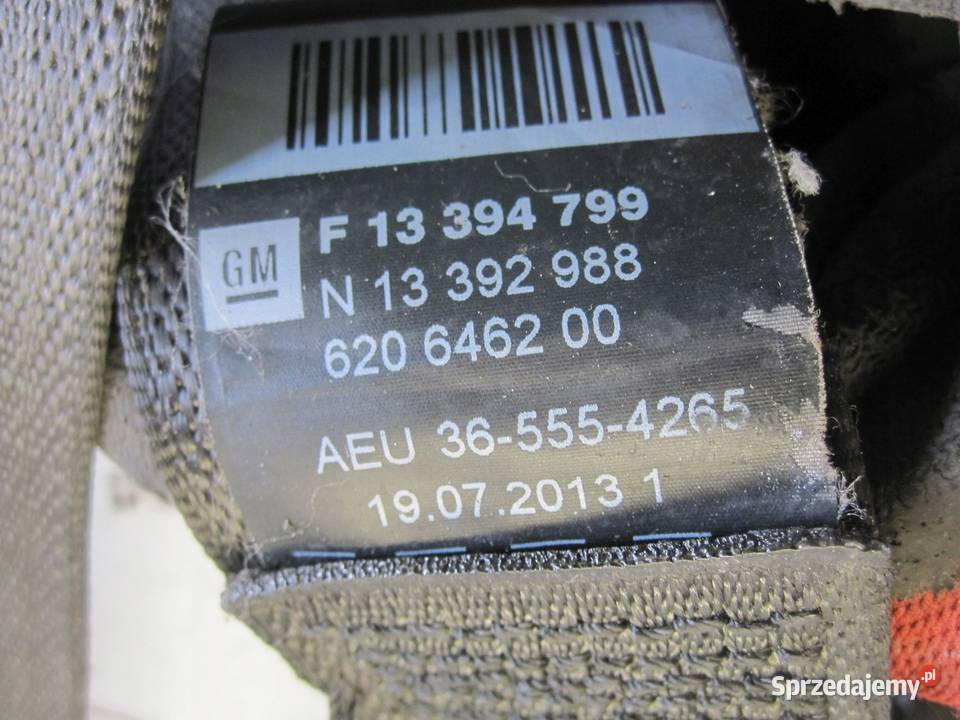 GM
F 13 394 799
N 13 392 988
620 6462 00
AEU 36-555-4265
19.07.2013 1
Sprzedajemy.pl